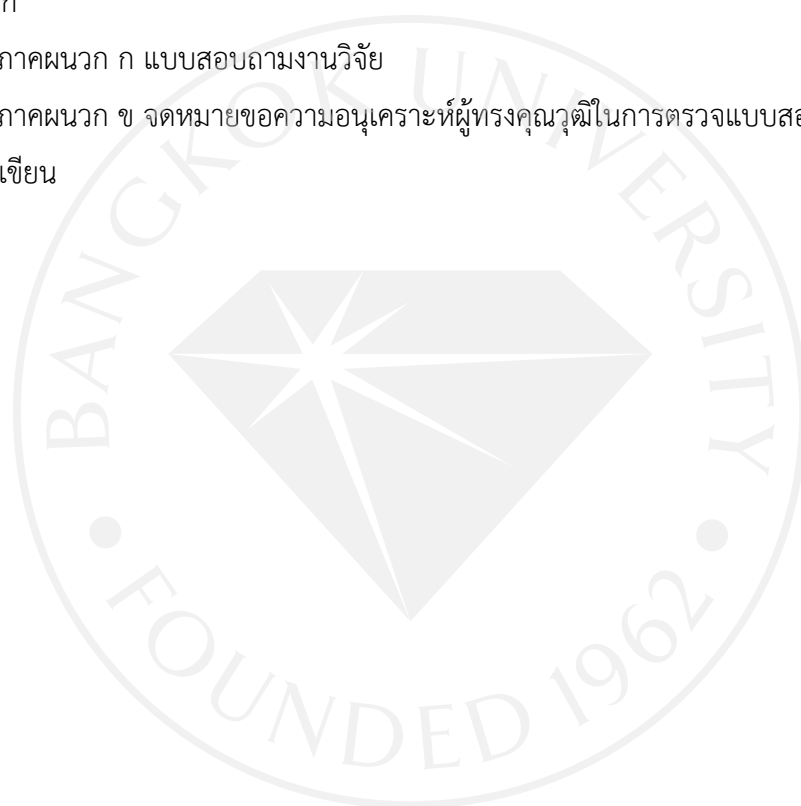 ก
ภาคผนวก ก แบบสอบถามงานวิจัย
ภาคผนวก ข จดหมายขอความอนุเคราะห์ผู้ทรงคุณวุฒิในการตรวจแบบสอ
เขียน
BANGKOK UNIVERSITY
• FOUNDED 1962 •